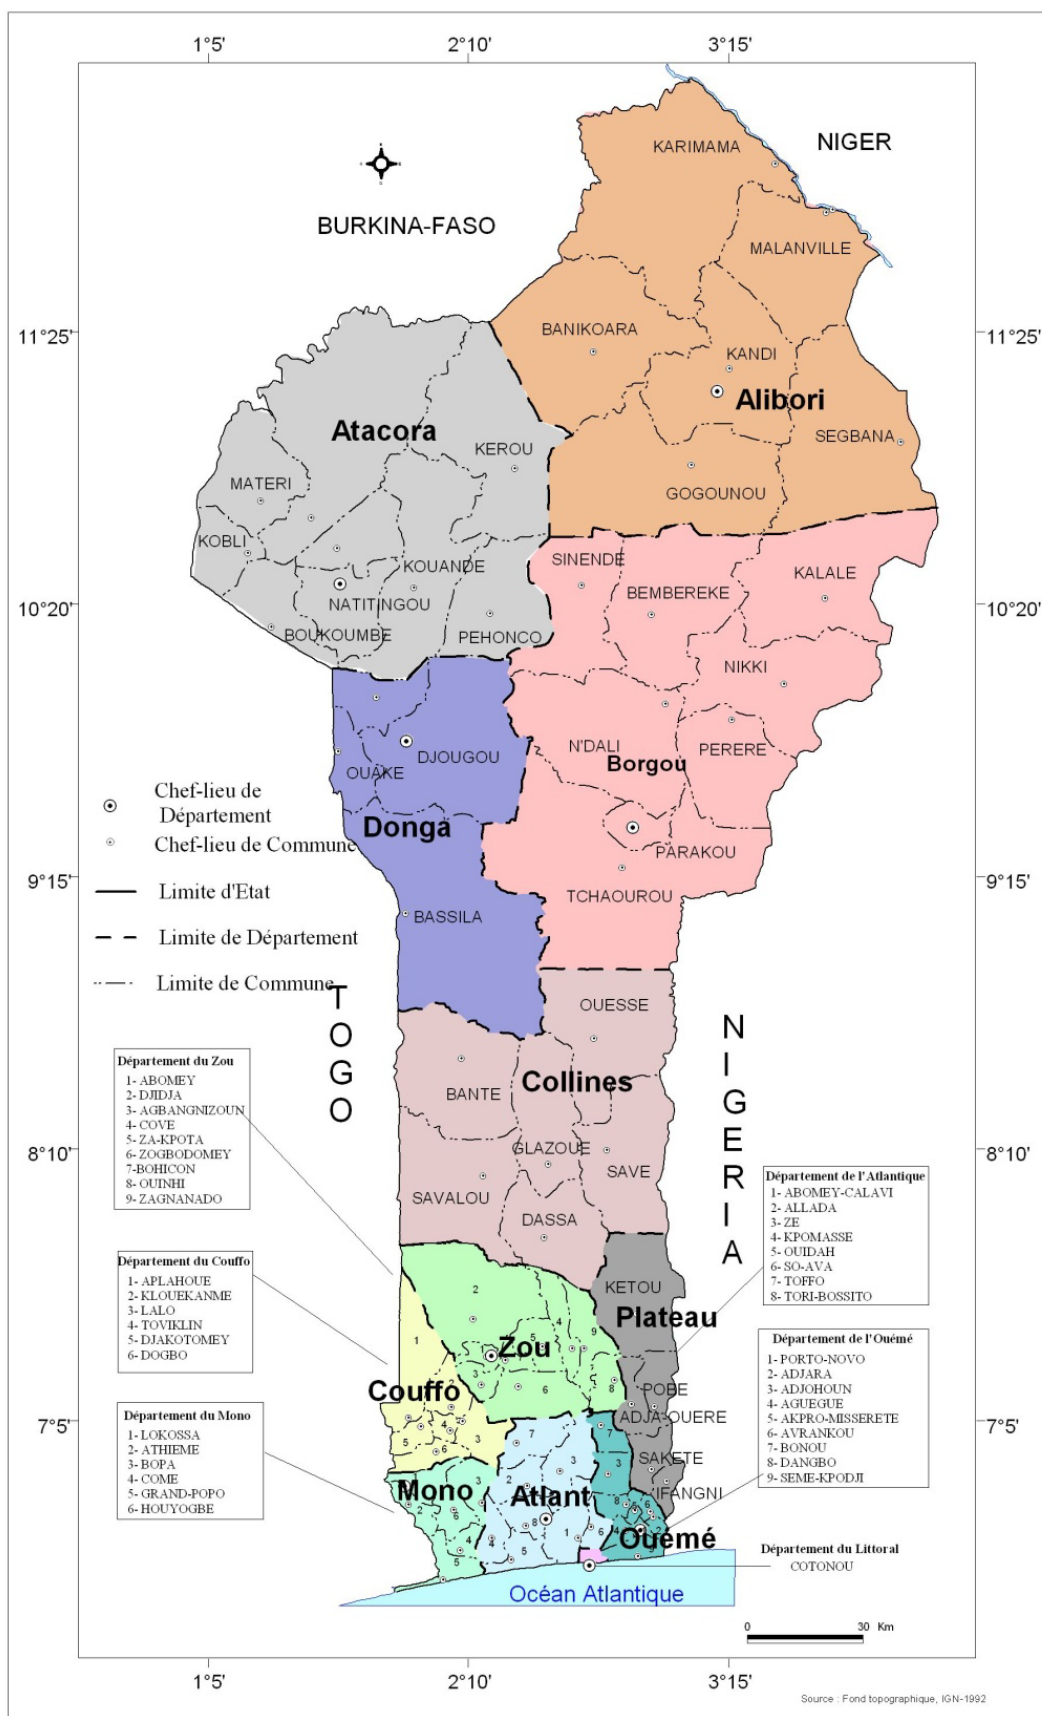 1°5'
2°10'
3°15'
NIGER
KARIMAMA
BURKINA-FASO
MALANVILLE
11°25'
11°25'
BANIKOARA
KANDI
Alibori
Atacora
SEGBANA
KEROU
MATERI
GOGOUNOU
KOBLI
SINENDE
KOUANDE
KALALE
BEMBEREKE
10°20'
10°20'
NATITINGOU
BOUKOUMBE
PEHONCO
NIKKI
N'DALI
PERERE
DJOUGOU
OUAKE
Borgou
Donga
PARAKOU
TCHAOUROU
BASSILA
Chef-lieu de
Département
Chef-lieu de Commune
9°15'
9°15'
Limite d'Etat
Limite de Département
Limite de Commune
TOGO
NIGERIA
OUESSE
Collines
BANTE
GLAZOUE
SAVE
SAVALOU
DASSA
8°10'
8°10'
Département du Zou
1- ABOMEY
2- DJIDJA
3- AGBANGNIZOUN
4- COVE
5- ZA-KPOTA
6- ZOGBODOMEY
7-BOHICON
8- OUINHI
9- ZAGNANADO
Département de l'Atlantique
1- ABOMEY-CALAVI
2- ALLADA
3- ZE
4- KPOMASSE
5- OUIDAH
6- SO-AVA
7- TOFFO
8- TORI-BOSSITO
Département du Couffo
1- APLAHOUE
2- KLOUEKANME
3- LALO
4- TOVIKLIN
5- DJAKOTOMEY
6- DOGBO
KETOU
Plateau
Zou
Couffo
POBE
ADJA-OUERE
SAKETE
IFANGNI
7°5'
7°5'
Département de l'Ouémé
1- PORTO-NOVO
2- ADJARA
3- ADJOHOUN
4- AGUEGUE
5- AKPRO-MISSERETE
6- AVRANKOU
7- BONOU
8- DANGBO
9- SEME-KPODJI
Département du Mono
1- LOKOSSA
2- ATHIEME
3- BOPA
4- COME
5- GRAND-POPO
6- HOUYOGBE
Mono
Atlant
Ouémé
Département du Littoral
COTONOU
Océan Atlantique
0 30 Km
1°5'
2°10'
3°15'
Source : Fond topographique, IGN-1992